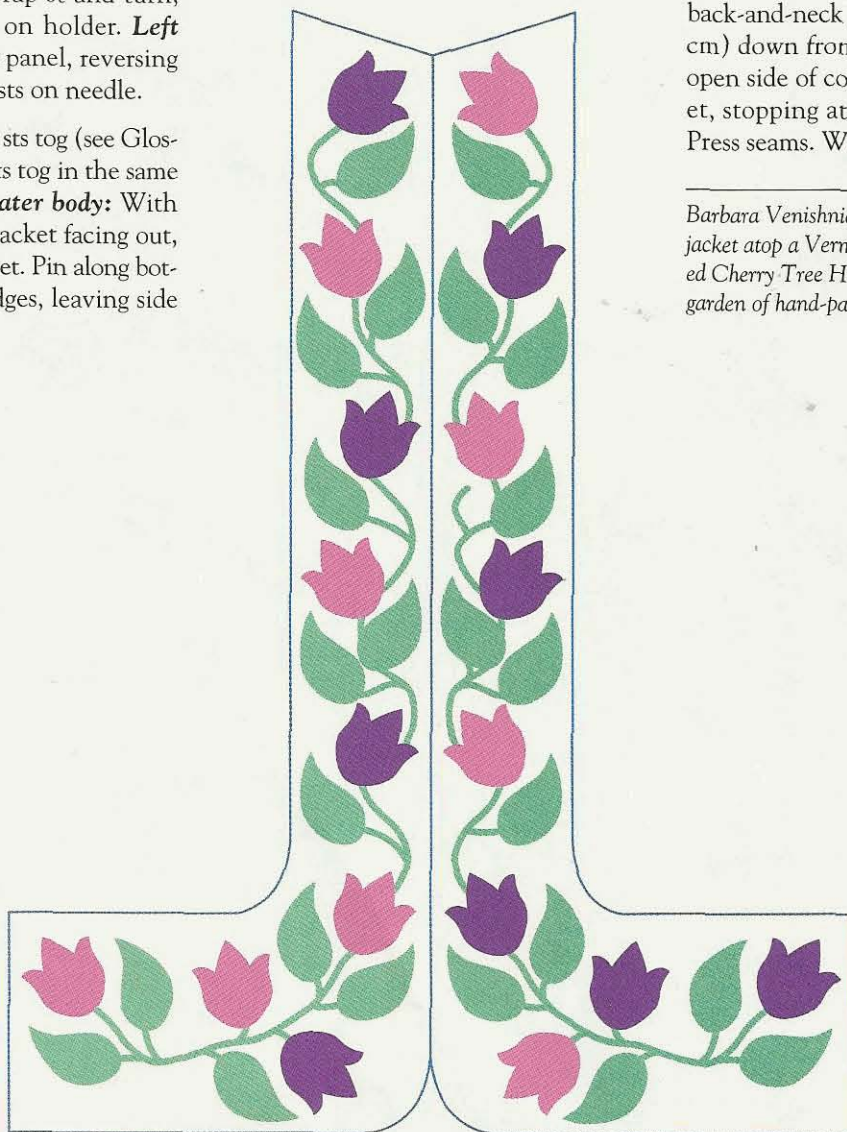 on holder. Left
panel, reversing
sts on needle.
sts tog (see Glos-
ts tog in the same
ater body: With
acket facing out,
et. Pin along bot-
dges, leaving side
back-and-neck
cm) down from
open side of co
et, stopping at
Press seams. W
Barbara Venishnic
jacket atop a Vern
ed Cherry Tree H
garden of hand-pa